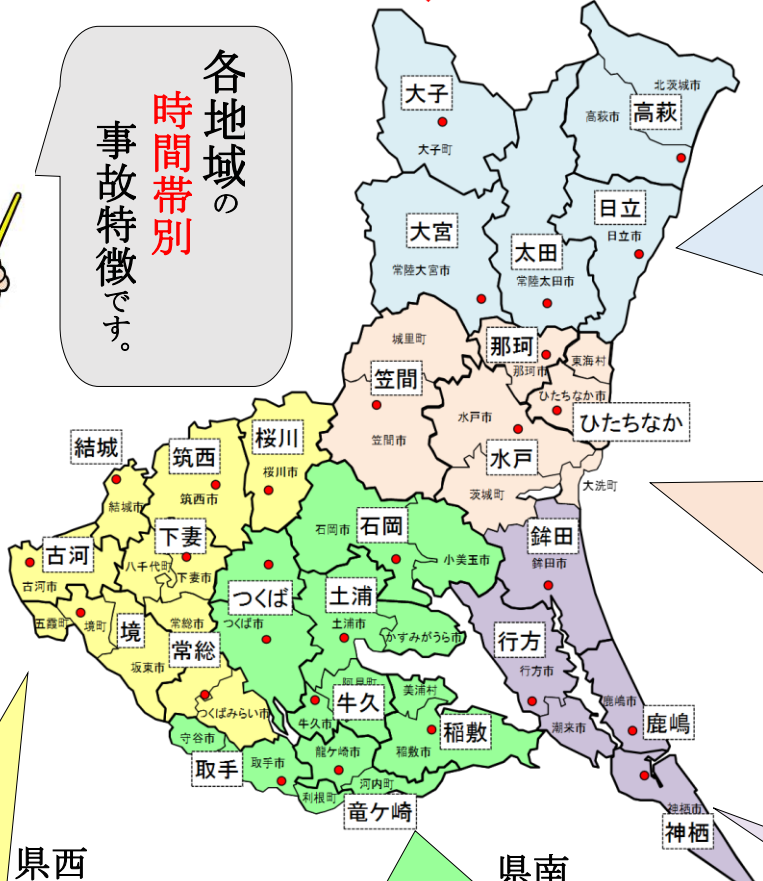 各地域の
時間帯別
事故特徴です。
大子
大子町
北茨城市
高萩市
高萩
日立
日立市
大宮
常陸大宮市
太田
常陸太田市
城里町
那珂
那珂市
東海村
笠間
笠間市
ひたちなか市
ひたちなか
水戸市
水戸
茨城町
大洗町
結城
結城市
筑西
筑西市
桜川
桜川市
下妻
下妻市
八千代町
古河
古河市
五霞町
境町
境
坂東市
常総市
常総
つくばみらい市
石岡市
石岡
小美玉市
つくば
つくば市
土浦
土浦市
かすみがうら市
阿見町
牛久
牛久市
美浦村
稲敷
稲敷市
守谷市
取手
取手市
龍ケ崎市
利根町
河内町
竜ケ崎
鉾田
鉾田市
行方
行方市
潮来市
鹿嶋市
鹿嶋
神栖市
神栖
県西
県南